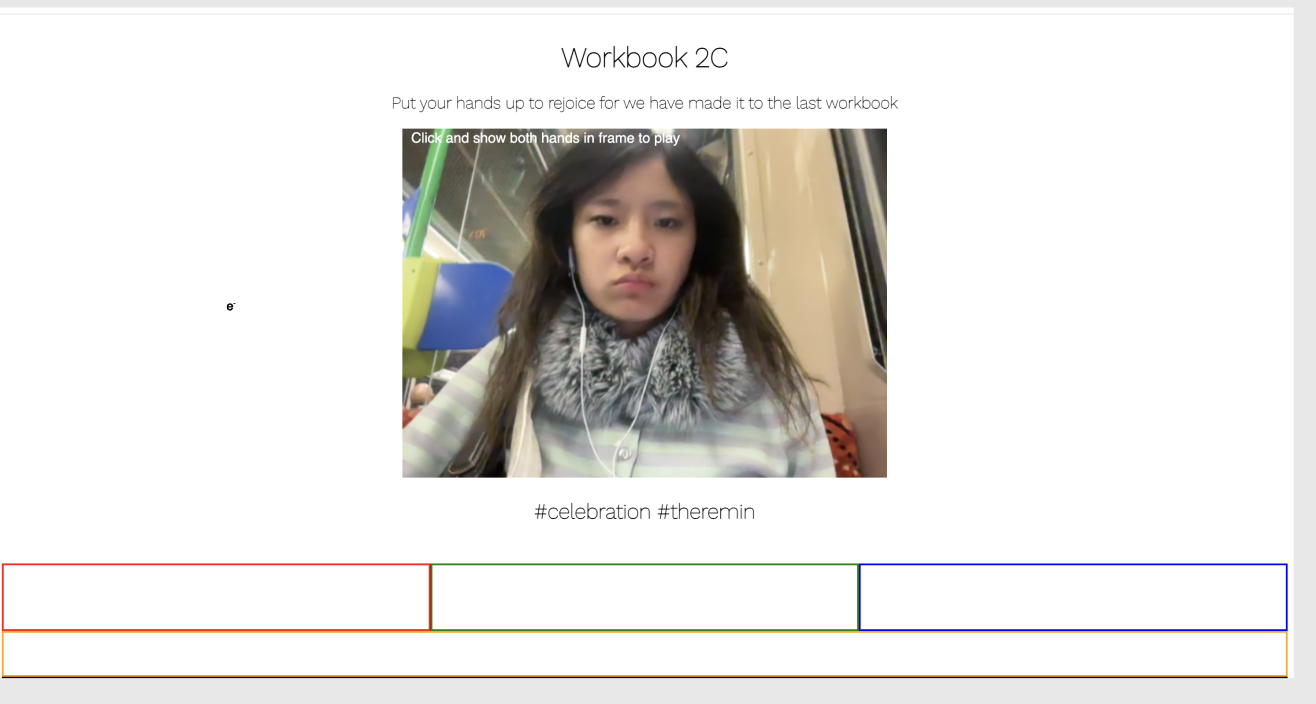 Workbook 2C
Put your hands up to rejoice for we have made it to the last workbook
Click and show both hands in frame to play
e-
#celebration #theremin